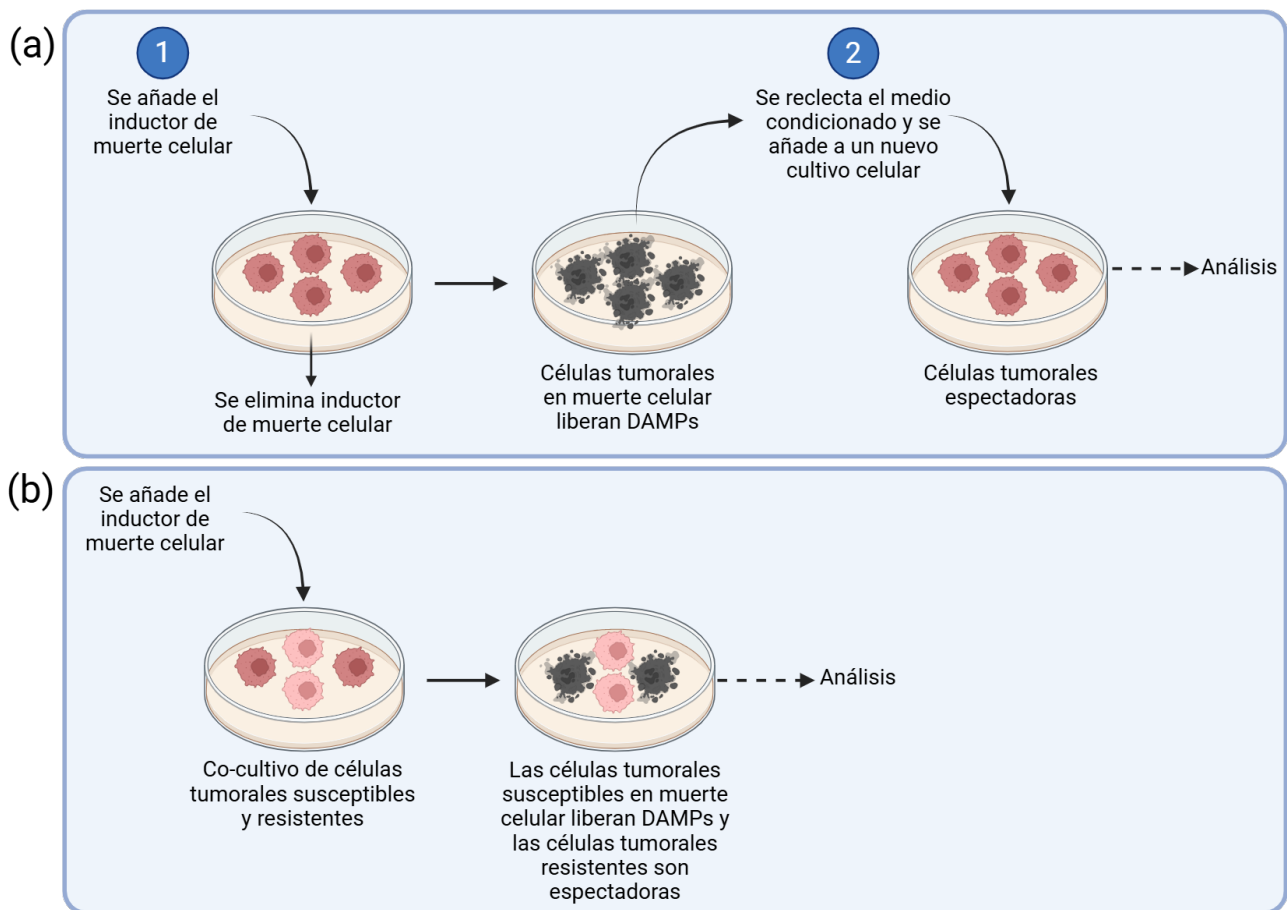 (a)
1
Se añade el
inductor de
muerte celular
2
Se reclecta el medio
condicionado y se
añade a un nuevo
cultivo celular
Análisis
Se elimina inductor
de muerte celular
Células tumorales
en muerte celular
liberan DAMPs
Células tumorales
espectadoras
(b)
Se añade el
inductor de
muerte celular
Análisis
Co-cultivo de células
tumorales susceptibles
y resistentes
Las células tumorales
susceptibles en muerte
celular liberan DAMPs y
las células tumorales
resistentes son
espectadoras